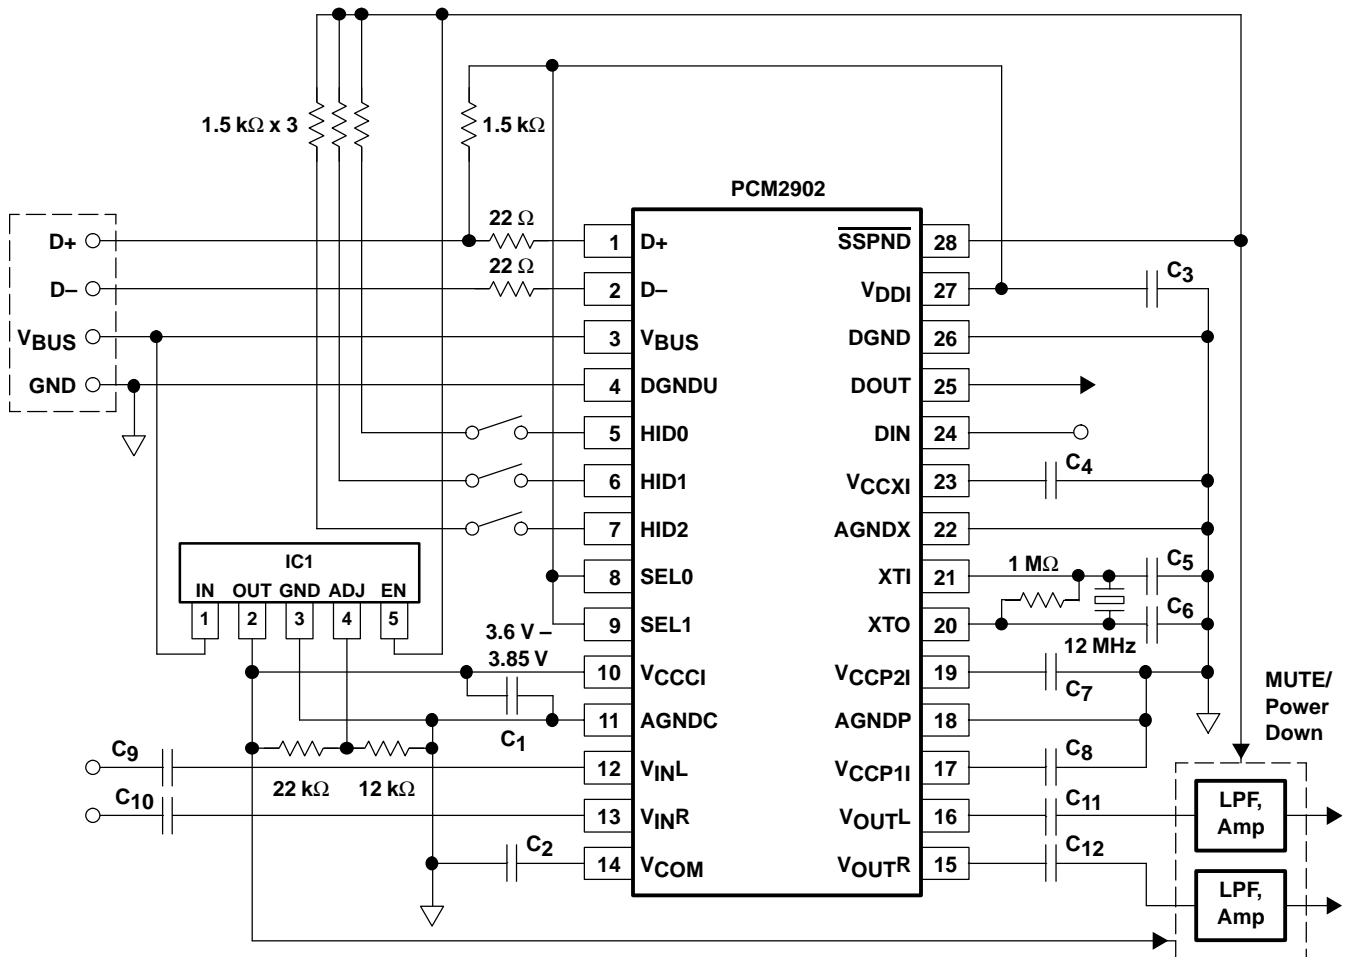 1.5 kΩ x 3
1.5 kΩ
PCM2902
22 Ω
22 Ω
D+
D–
VBUS
GND
1 D+
2 D–
3 VBUS
4 DGNDU
5 HID0
6 HID1
7 HID2
8 SEL0
9 SEL1
10 VCCCI
11 AGNDC
12 VINL
13 VINR
14 VCOM
SSPND 28
VDDI 27
DGND 26
DOUT 25
DIN 24
VCCXI 23
AGNDX 22
XTI 21
XTO 20
VCCP2I 19
AGNDP 18
VCCP1I 17
VOUTL 16
VOUTR 15
IC1
IN OUT GND ADJ EN
1 2 3 4 5
3.6 V –
3.85 V
C1
22 kΩ
12 kΩ
C9
C10
C2
C3
C4
1 MΩ
C5
C6
12 MHz
C7
C8
C11
C12
MUTE/
Power
Down
LPF,
Amp
LPF,
Amp